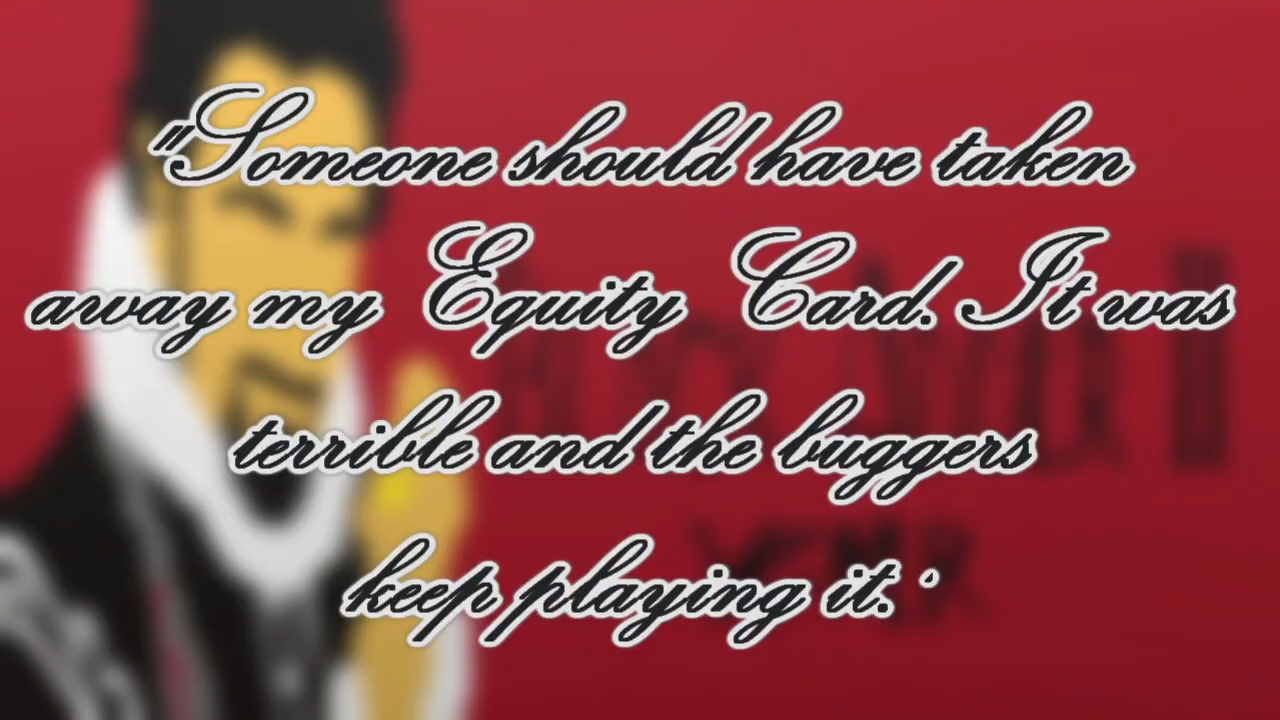 "Someone should have taken
away my Equity Card. It was
terrible and the buggers
keep playing it.'